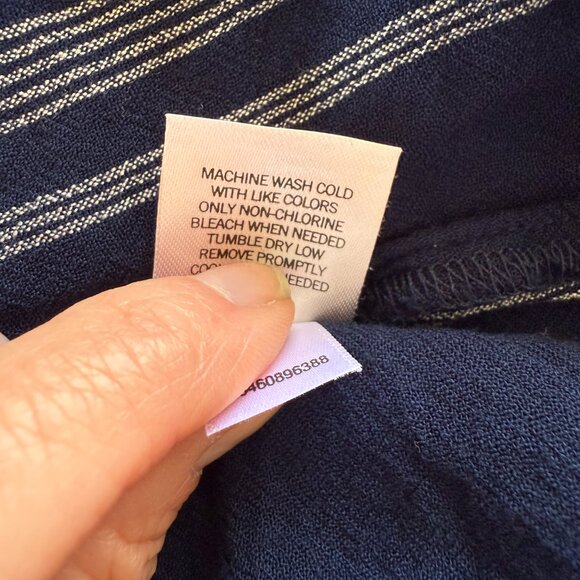 MACHINE WASH COLD
WITH LIKE COLORS
ONLY NON-CHLORINE
BLEACH WHEN NEEDED
TUMBLE DRY LOW
REMOVE PROMPTLY
NEEDED
460896388